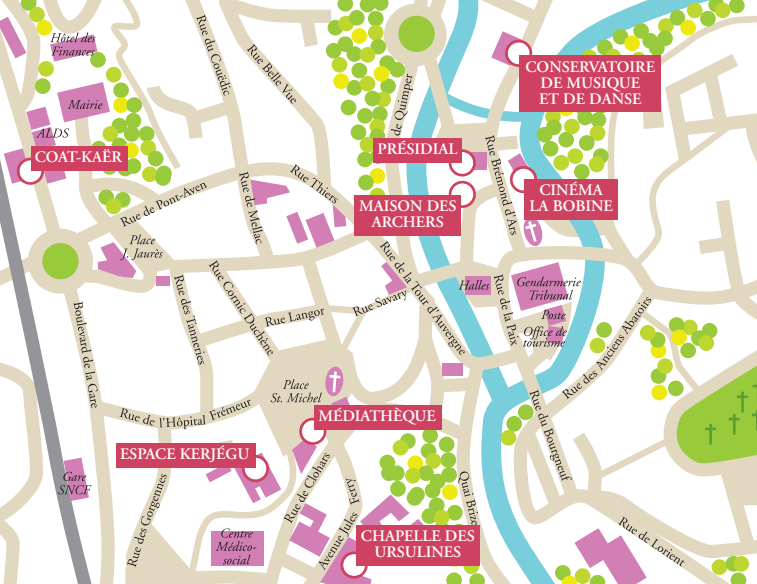 Hôtel des
Finances
Mairie
ALDS
COAT-KAËR
Rue du Couëdic
Rue Belle Vue
de Quimper
CONSERVATOIRE
DE MUSIQUE
ET DE DANSE
PRÉSIDIAL
MAISON DES
ARCHERS
Rue Brémond d'Ars
CINÉMA
LA BOBINE
Rue de Pont-Aven
Rue de Mellac
Rue Thiers
Place
J. Jaurès
Rue des Tanneries
Rue Cornic Duchêne
Rue Langor
Rue Savary
Rue de la Tour d'Auvergne
Halles
Rue de la Paix
Gendarmerie
Tribunal
Poste
Office de
tourisme
Rue des Anciens Abatoirs
Boulevard de la Gare
Place
St. Michel
Rue de l'Hôpital Frémeur
MÉDIATHÈQUE
ESPACE KERJÉGU
Rue du Bourgneuf
Gare
SNCF
Rue des Gorgennes
Centre
Médico-
social
Rue de Clohars
Avenue Jules Ferry
Quai Brize
CHAPELLE DES
URSULINES
Rue de Lorient